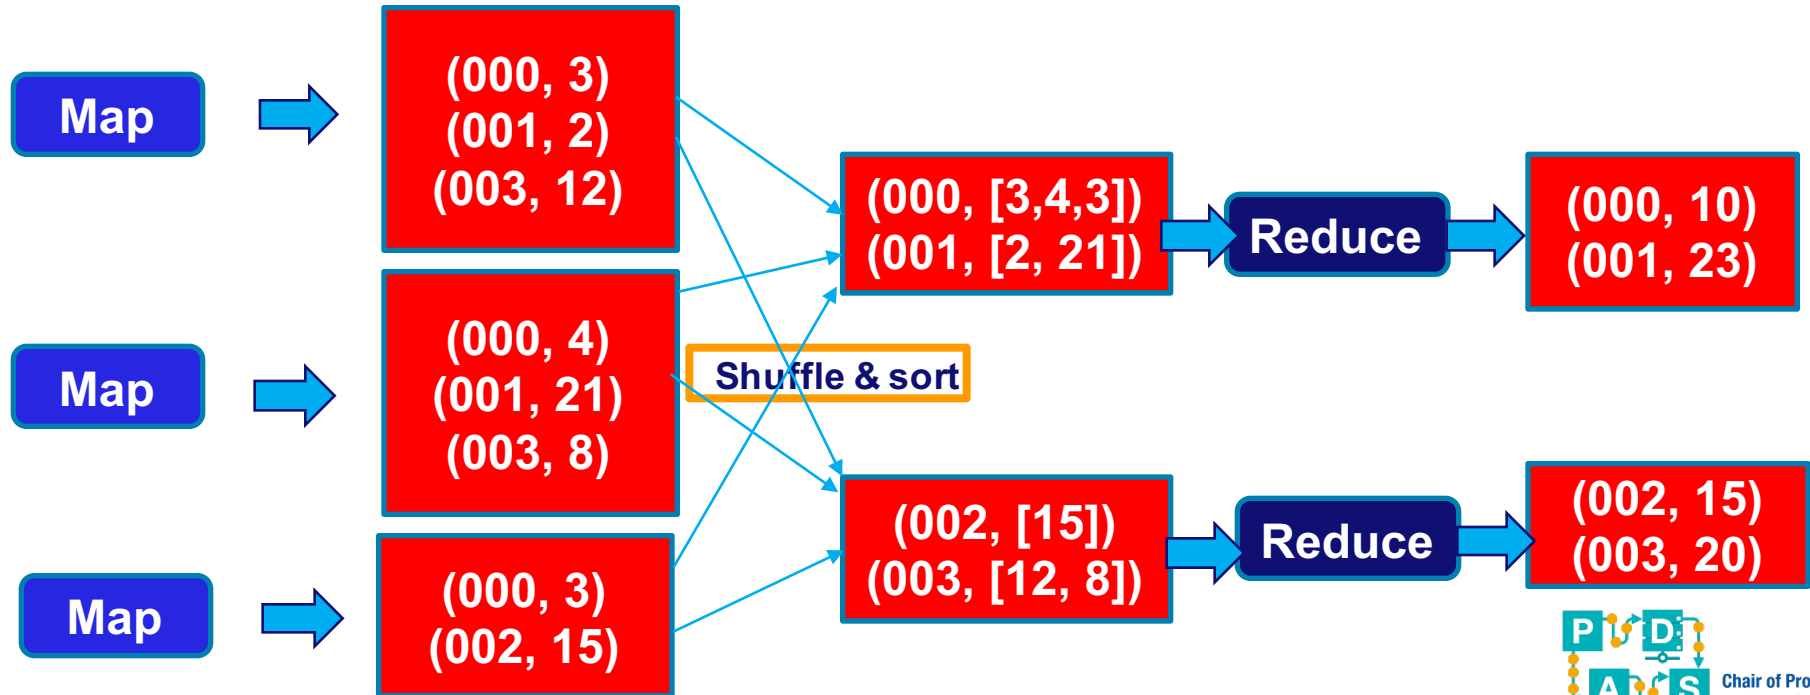 Map
(000, 3)
(001, 2)
(003, 12)
Map
(000, 4)
(001, 21)
(003, 8)
Map
(000, 3)
(002, 15)
Shuffle & sort
(000, [3,4,3])
(001, [2, 21])
Reduce
(000, 10)
(001, 23)
(002, [15])
(003, [12, 8])
Reduce
(002, 15)
(003, 20)
P D
A S
Chair of Pro